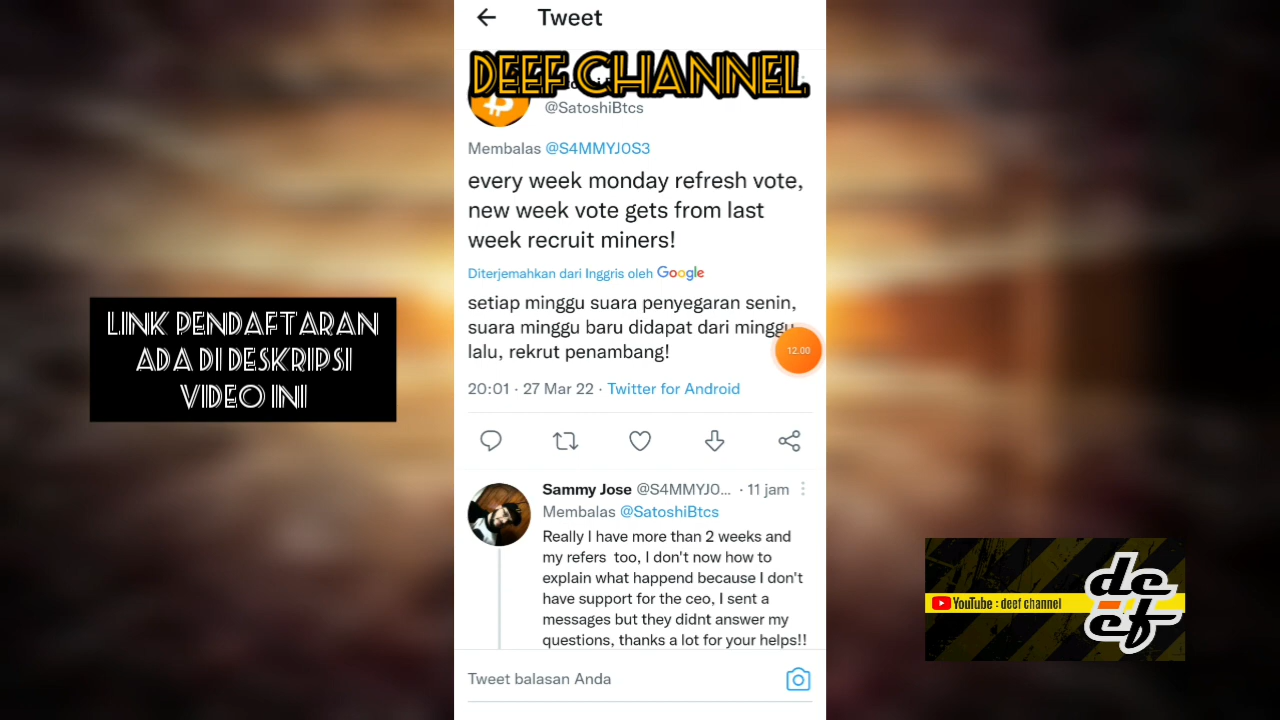 Tweet
DEEF CHANNEL
@SatoshiBtcs
Membalas @S4MMYJ0S3
every week monday refresh vote,
new week vote gets from last
week recruit miners!
Diterjemahkan dari Inggris oleh Google
setiap minggu suara penyegaran senin,
suara minggu baru didapat dari minggu
lalu, rekrut penambang!
12.00
20:01 · 27 Mar 22 · Twitter for Android
Sammy Jose @S4MMYJ0... · 11 jam
Membalas @SatoshiBtcs
Really I have more than 2 weeks and
my refers too, I don't now how to
explain what happend because I don't
have support for the ceo, I sent a
messages but they didnt answer my
questions, thanks a lot for your helps!!
Tweet balasan Anda
LINK PENDAFTARAN
ADA DI DESKRIPSI
VIDEO INI
YouTube : deef channel
de
ef